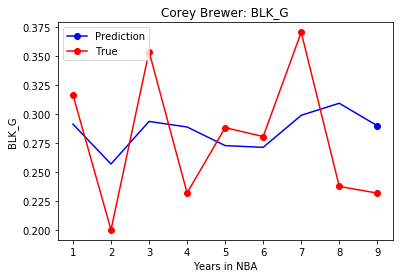 Corey Brewer: BLK_G
Prediction
True
BLK_G
0.375
0.350
0.325
0.300
0.275
0.250
0.225
0.200
1 2 3 4 5 6 7 8 9
Years in NBA